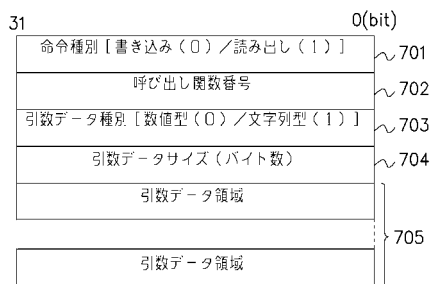 31 0(bit)
命令種別［書き込み（０）／読み出し（１）］ 701
呼び出し関数番号 702
引数データ種別［数値型（０）／文字列型（１）］ 703
引数データサイズ（バイト数） 704
引数データ領域
705
引数データ領域